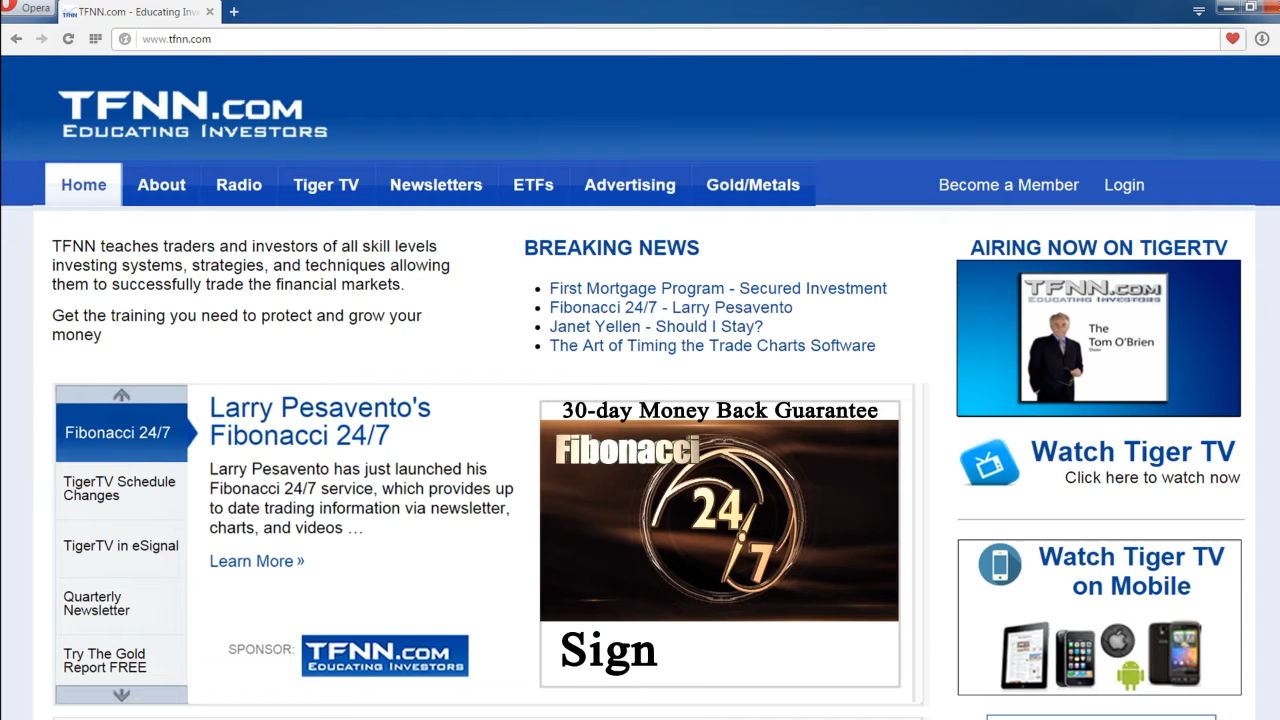 Opera
TFNN.com - Educating Inv
www.tfnn.com
TFNN.COM
EDUCATING INVESTORS
Home
About
Radio
Tiger TV
Newsletters
ETFs
Advertising
Gold/Metals
Become a Member
Login
TFNN teaches traders and investors of all skill levels
investing systems, strategies, and techniques allowing
them to successfully trade the financial markets.
Get the training you need to protect and grow your
money
BREAKING NEWS
First Mortgage Program - Secured Investment
Fibonacci 24/7 - Larry Pesavento
Janet Yellen - Should I Stay?
The Art of Timing the Trade Charts Software
AIRING NOW ON TIGERTV
TFNN.COM
EDUCATING INVESTORS
The
Tom O'Brien
Show
Fibonacci 24/7
TigerTV Schedule
Changes
TigerTV in eSignal
Quarterly
Newsletter
Try The Gold
Report FREE
Larry Pesavento's
Fibonacci 24/7
Larry Pesavento has just launched his
Fibonacci 24/7 service, which provides up
to date trading information via newsletter,
charts, and videos …
Learn More »
SPONSOR:
TFNN.COM
EDUCATING INVESTORS
30-day Money Back Guarantee
Fibonacci
24
7
Sign
Watch Tiger TV
Click here to watch now
Watch Tiger TV
on Mobile